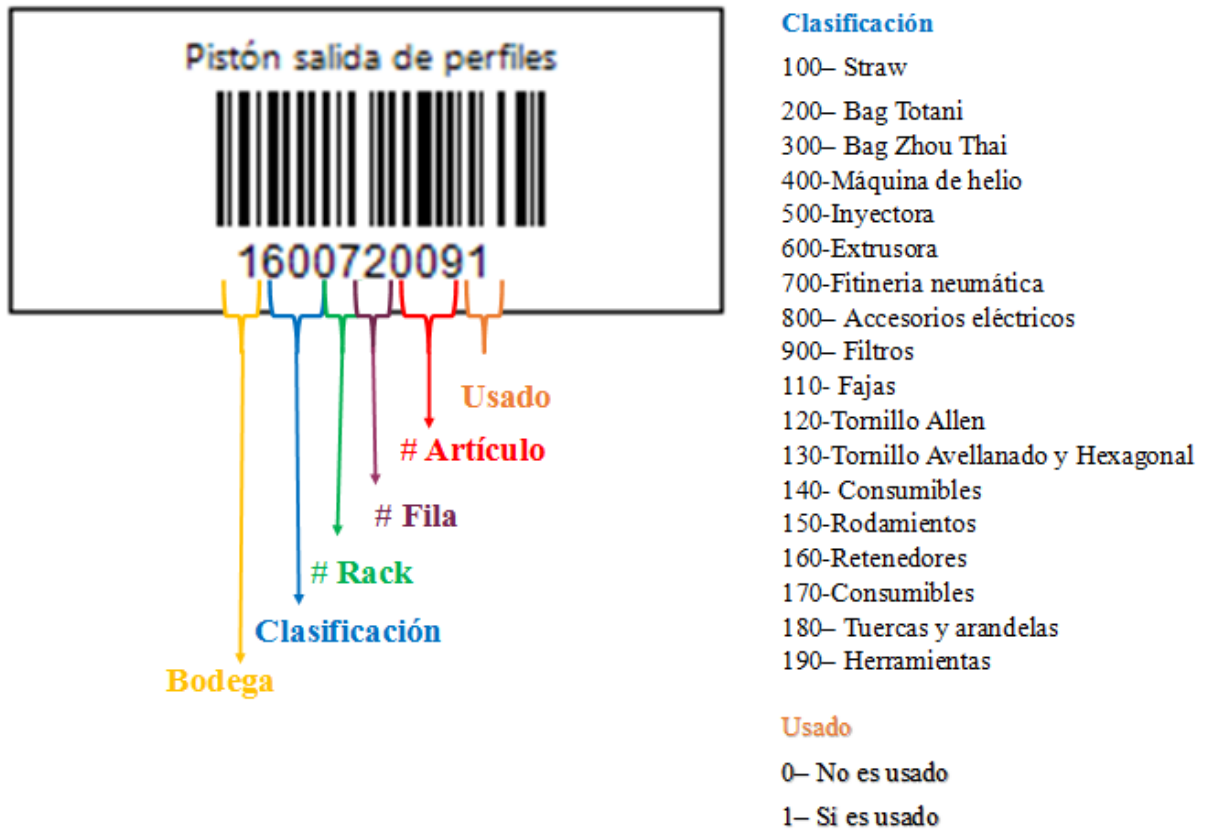 Pistón salida de perfiles
1600720091
Usado
# Artículo
# Fila
# Rack
Clasificación
Bodega
Clasificación
100– Straw
200– Bag Totani
300– Bag Zhou Thai
400-Máquina de helio
500-Inyectora
600-Extrusora
700-Fitineria neumática
800– Accesorios eléctricos
900– Filtros
110- Fajas
120-Tornillo Allen
130-Tornillo Avellanado y Hexagonal
140- Consumibles
150-Rodamientos
160-Retenedores
170-Consumibles
180– Tuercas y arandelas
190– Herramientas
Usado
0– No es usado
1– Si es usado